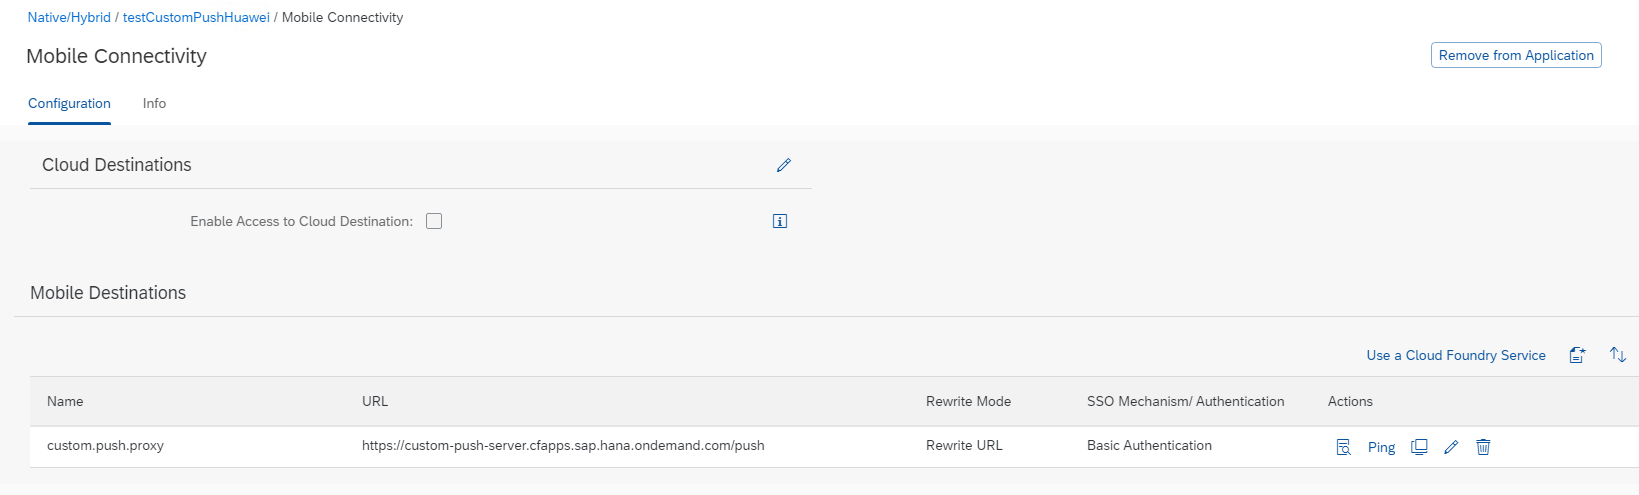 Native/Hybrid / testCustomPushHuawei / Mobile Connectivity
Mobile Connectivity
Remove from Application
Configuration Info
Cloud Destinations
Enable Access to Cloud Destination:
Mobile Destinations
Use a Cloud Foundry Service
Name URL Rewrite Mode SSO Mechanism/ Authentication Actions
custom.push.proxy https://custom-push-server.cfapps.sap.hana.ondemand.com/push Rewrite URL Basic Authentication Ping